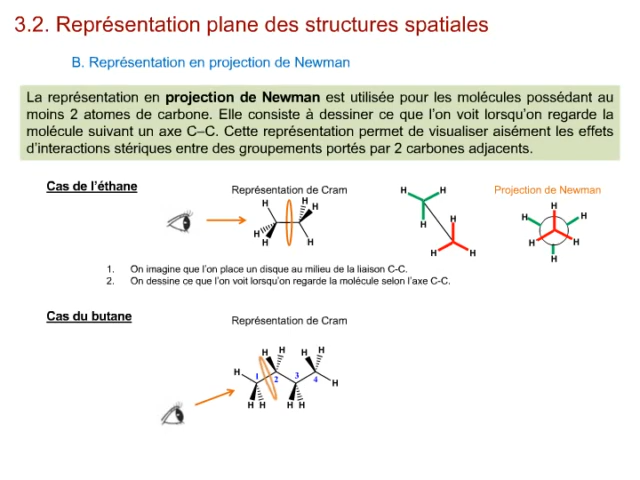 3.2. Représentation plane des structures spatiales
B. Représentation en projection de Newman
La représentation en projection de Newman est utilisée pour les molécules possédant au
moins 2 atomes de carbone. Elle consiste à dessiner ce que l'on voit lorsqu'on regarde la
molécule suivant un axe C–C. Cette représentation permet de visualiser aisément les effets
d'interactions stériques entre des groupements portés par 2 carbones adjacents.
Cas de l'éthane
Représentation de Cram
Projection de Newman
H H H
H
H H
H H
H
H
H H
H
H H
H H
H
1. On imagine que l'on place un disque au milieu de la liaison C-C.
2. On dessine ce que l'on voit lorsqu'on regarde la molécule selon l'axe C-C.
Cas du butane
Représentation de Cram
H H H H
H 1 2 3 4 H
H H H H